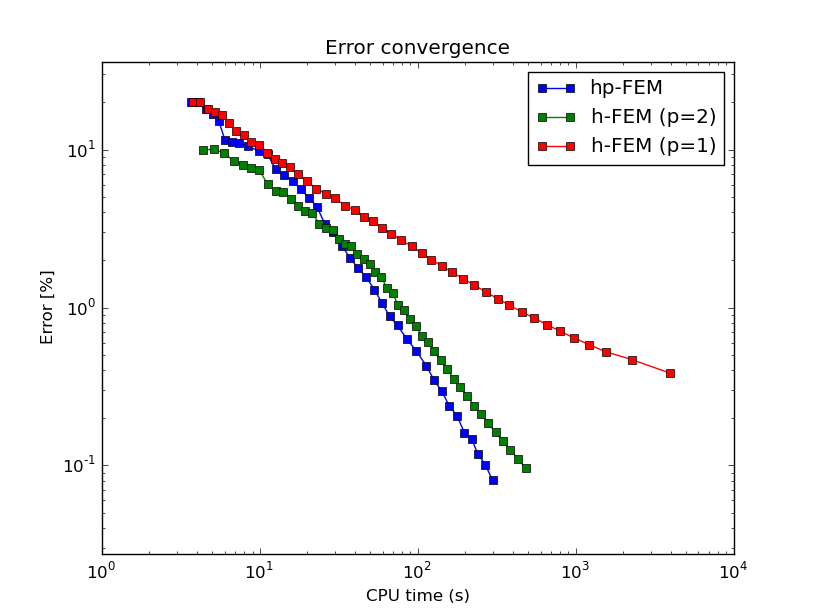 Error convergence
hp-FEM
h-FEM (p=2)
h-FEM (p=1)
Error [%]
10¹
10⁰
10⁻¹
10⁰ 10¹ 10² 10³ 10⁴
CPU time (s)